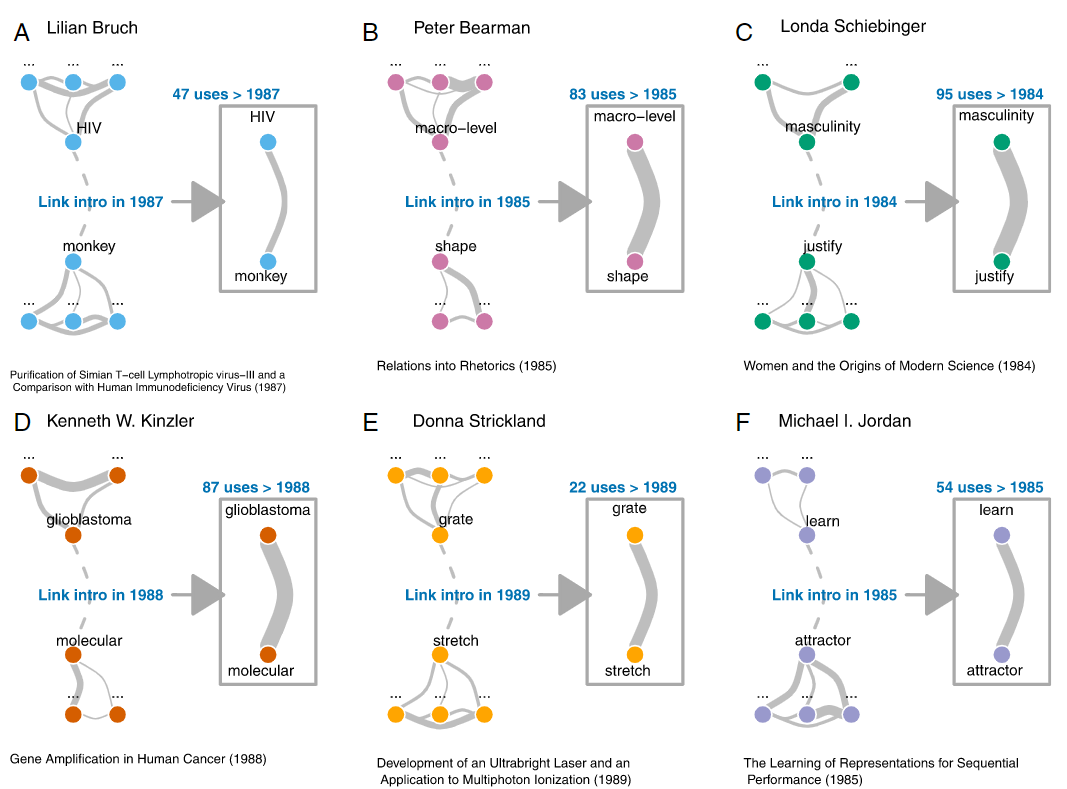 A Lilian Bruch
... ... ...
47 uses > 1987
HIV
HIV
Link intro in 1987
monkey
monkey
... ... ...
Purification of Simian T−cell Lymphotropic virus−III and a
Comparison with Human Immunodeficiency Virus (1987)
B Peter Bearman
... ... ...
83 uses > 1985
macro−level
macro−level
Link intro in 1985
shape
shape
... ...
Relations into Rhetorics (1985)
C Londa Schiebinger
... ...
95 uses > 1984
masculinity
masculinity
Link intro in 1984
justify
justify
... ... ...
Women and the Origins of Modern Science (1984)
D Kenneth W. Kinzler
... ...
87 uses > 1988
glioblastoma
glioblastoma
Link intro in 1988
molecular
molecular
... ...
Gene Amplification in Human Cancer (1988)
E Donna Strickland
... ... ...
22 uses > 1989
grate
grate
Link intro in 1989
stretch
stretch
... ... ...
Development of an Ultrabright Laser and an
Application to Multiphoton Ionization (1989)
F Michael I. Jordan
... ...
54 uses > 1985
learn
learn
Link intro in 1985
attractor
attractor
... ... ...
The Learning of Representations for Sequential
Performance (1985)